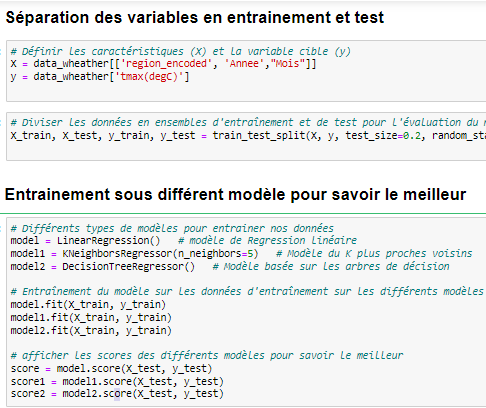 Séparation des variables en entrainement et test
# Définir les caractéristiques (X) et la variable cible (y)
X = data_wheather[['region_encoded', 'Annee',"Mois"]]
y = data_wheather['tmax(degC)']
# Diviser les données en ensembles d'entraînement et de test pour l'évaluation du
X_train, X_test, y_train, y_test = train_test_split(X, y, test_size=0.2, random_sta
Entrainement sous différent modèle pour savoir le meilleur
# Différents types de modèles pour entrainer nos données
model = LinearRegression() # modèle de Regression Linéaire
model1 = KNeighborsRegressor(n_neighbors=5) # Modèle du K plus proches voisins
model2 = DecisionTreeRegressor() # Modèle basée sur les arbres de décision
# Entraînement du modèle sur les données d'entraînement sur les différents modèles
model.fit(X_train, y_train)
model1.fit(X_train, y_train)
model2.fit(X_train, y_train)
# afficher les scores des différents modèles pour savoir le meilleur
score = model.score(X_test, y_test)
score1 = model1.score(X_test, y_test)
score2 = model2.score(X_test, y_test)